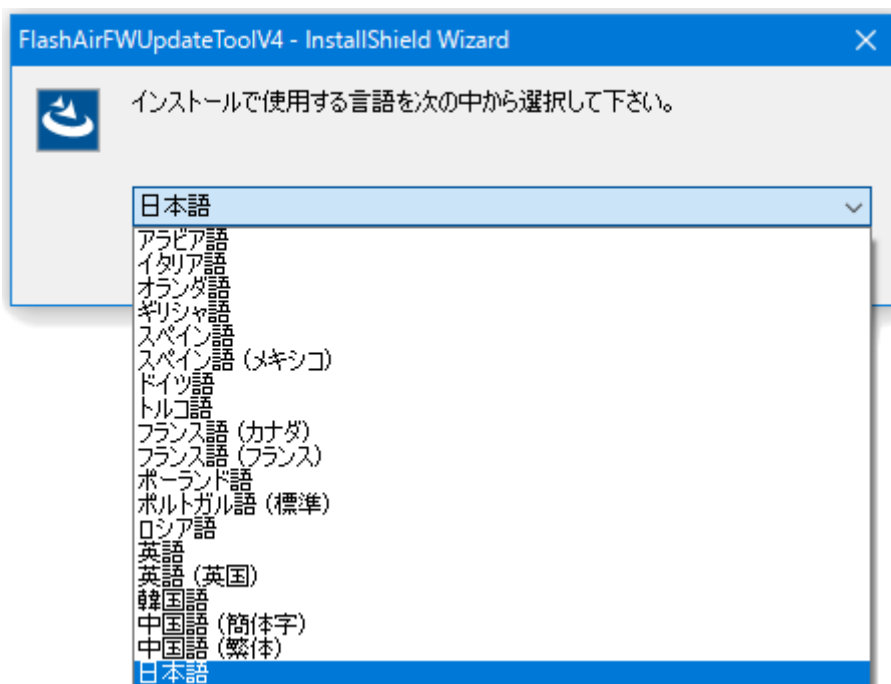 FlashAirFWUpdateToolV4 - InstallShield Wizard
インストールで使用する言語を次の中から選択して下さい。
日本語
アラビア語
イタリア語
オランダ語
ギリシャ語
スペイン語
スペイン語 (メキシコ)
ドイツ語
トルコ語
フランス語 (カナダ)
フランス語 (フランス)
ポーランド語
ポルトガル語 (標準)
ロシア語
英語
英語 (英国)
韓国語
中国語 (簡体字)
中国語 (繁体)
日本語